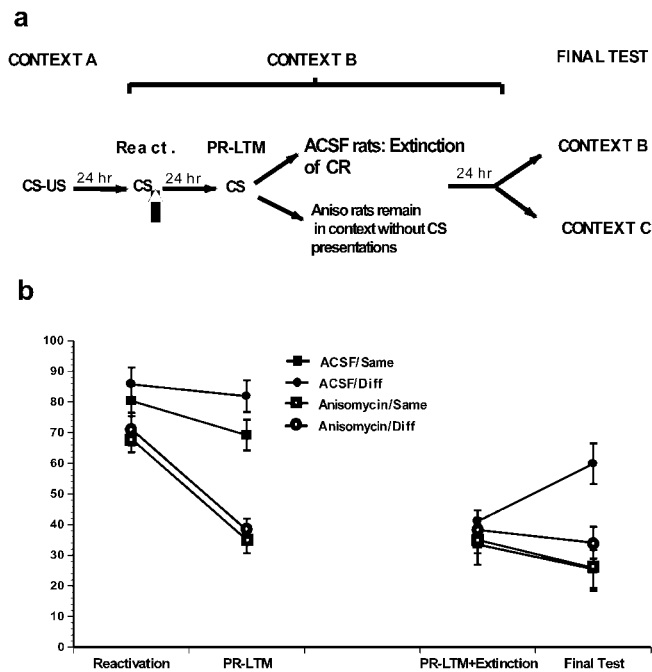 a
CONTEXT A
CONTEXT B
FINAL TEST
React.
PR-LTM
ACSF rats: Extinction
of CR
CONTEXT B
CS-US
24 hr
CS
24 hr
CS
24 hr
Aniso rats remain
in context without CS
presentations
CONTEXT C
b
100
90
80
70
60
50
40
30
20
10
0
ACSF/Same
ACSF/Diff
Anisomycin/Same
Anisomycin/Diff
Reactivation
PR-LTM
PR-LTM+Extinction
Final Test